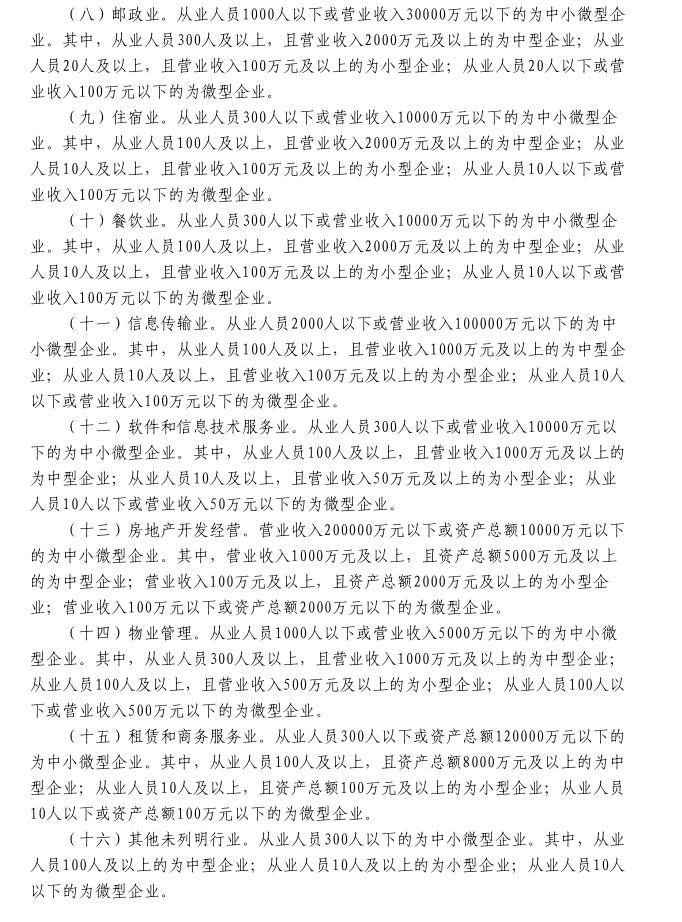 （八）邮政业。从业人员1000人以下或营业收入30000万元以下的为中小微型企
业。其中，从业人员300人及以上，且营业收入2000万元及以上的为中型企业；从业
人员20人及以上，且营业收入100万元及以上的为小型企业；从业人员20人以下或营
业收入100万元以下的为微型企业。
（九）住宿业。从业人员300人以下或营业收入10000万元以下的为中小微型企
业。其中，从业人员100人及以上，且营业收入2000万元及以上的为中型企业；从业
人员10人及以上，且营业收入100万元及以上的为小型企业；从业人员10人以下或营
业收入100万元以下的为微型企业。
（十）餐饮业。从业人员300人以下或营业收入10000万元以下的为中小微型企
业。其中，从业人员100人及以上，且营业收入2000万元及以上的为中型企业；从业
人员10人及以上，且营业收入100万元及以上的为小型企业；从业人员10人以下或营
业收入100万元以下的为微型企业。
（十一）信息传输业。从业人员2000人以下或营业收入100000万元以下的为中
小微型企业。其中，从业人员100人及以上，且营业收入1000万元及以上的为中型企
业；从业人员10人及以上，且营业收入100万元及以上的为小型企业；从业人员10人
以下或营业收入100万元以下的为微型企业。
（十二）软件和信息技术服务业。从业人员300人以下或营业收入10000万元以
下的为中小微型企业。其中，从业人员100人及以上，且营业收入1000万元及以上的
为中型企业；从业人员10人及以上，且营业收入50万元及以上的为小型企业；从业
人员10人以下或营业收入50万元以下的为微型企业。
（十三）房地产开发经营。营业收入200000万元以下或资产总额10000万元以下
的为中小微型企业。其中，营业收入1000万元及以上，且资产总额5000万元及以上
的为中型企业；营业收入100万元及以上，且资产总额2000万元及以上的为小型企
业；营业收入100万元以下或资产总额2000万元以下的为微型企业。
（十四）物业管理。从业人员1000人以下或营业收入5000万元以下的为中小微
型企业。其中，从业人员300人及以上，且营业收入1000万元及以上的为中型企业；
从业人员100人及以上，且营业收入500万元及以上的为小型企业；从业人员100人以
下或营业收入500万元以下的为微型企业。
（十五）租赁和商务服务业。从业人员300人以下或资产总额120000万元以下的
为中小微型企业。其中，从业人员100人及以上，且资产总额8000万元及以上的为中
型企业；从业人员10人及以上，且资产总额100万元及以上的为小型企业；从业人员
10人以下或资产总额100万元以下的为微型企业。
（十六）其他未列明行业。从业人员300人以下的为中小微型企业。其中，从业
人员100人及以上的为中型企业；从业人员10人及以上的为小型企业；从业人员10人
以下的为微型企业。